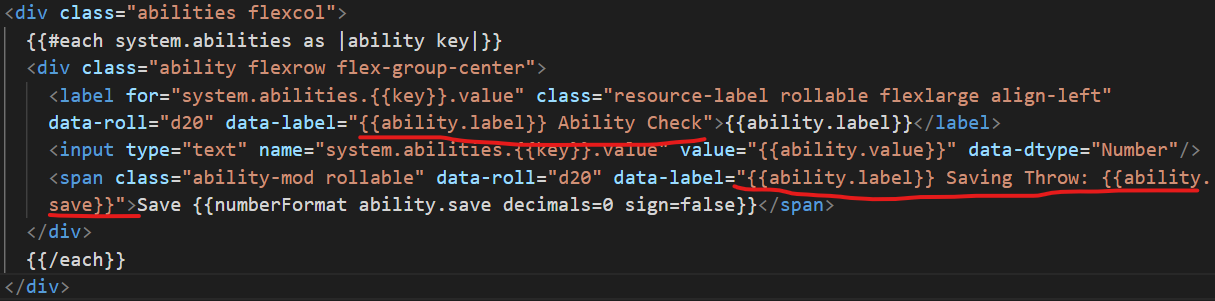 <div class="abilities flexcol">
{{#each system.abilities as |ability key|}}
<div class="ability flexrow flex-group-center">
<label for="system.abilities.{{key}}.value" class="resource-label rollable flexlarge align-left"
data-roll="d20" data-label="{{ability.label}} Ability Check">{{ability.label}}</label>
<input type="text" name="system.abilities.{{key}}.value" value="{{ability.value}}" data-dtype="Number"/>
<span class="ability-mod rollable" data-roll="d20" data-label="{{ability.label}} Saving Throw: {{ability.
save}}">Save {{numberFormat ability.save decimals=0 sign=false}}</span>
</div>
{{/each}}
</div>